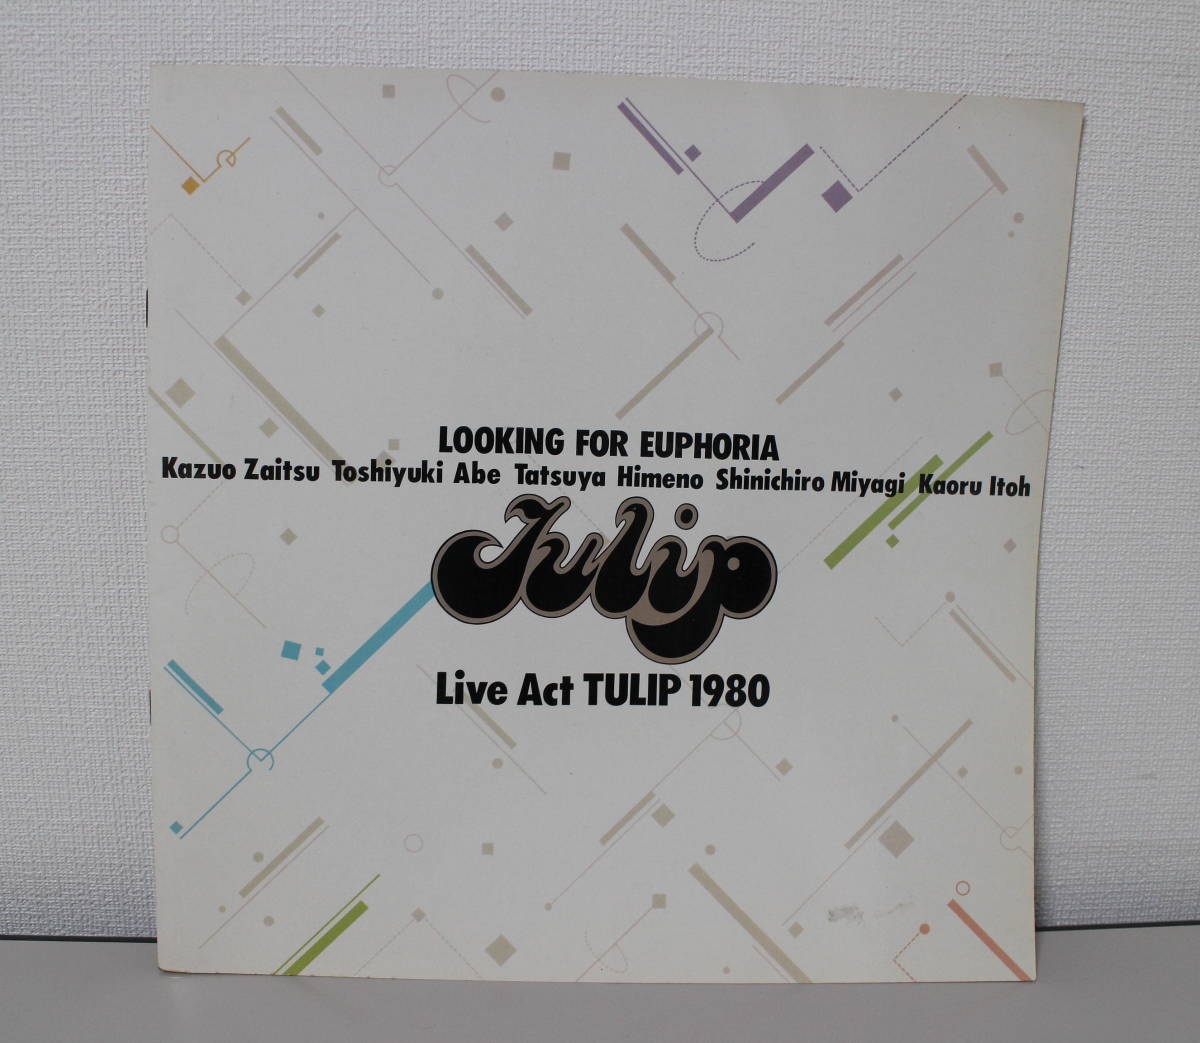 LOOKING FOR EUPHORIA
Kazuo Zaitsu Toshiyuki Abe Tatsuya Himeno Shinichiro Miyagi Kaoru Itoh
Tulip
Live Act TULIP 1980